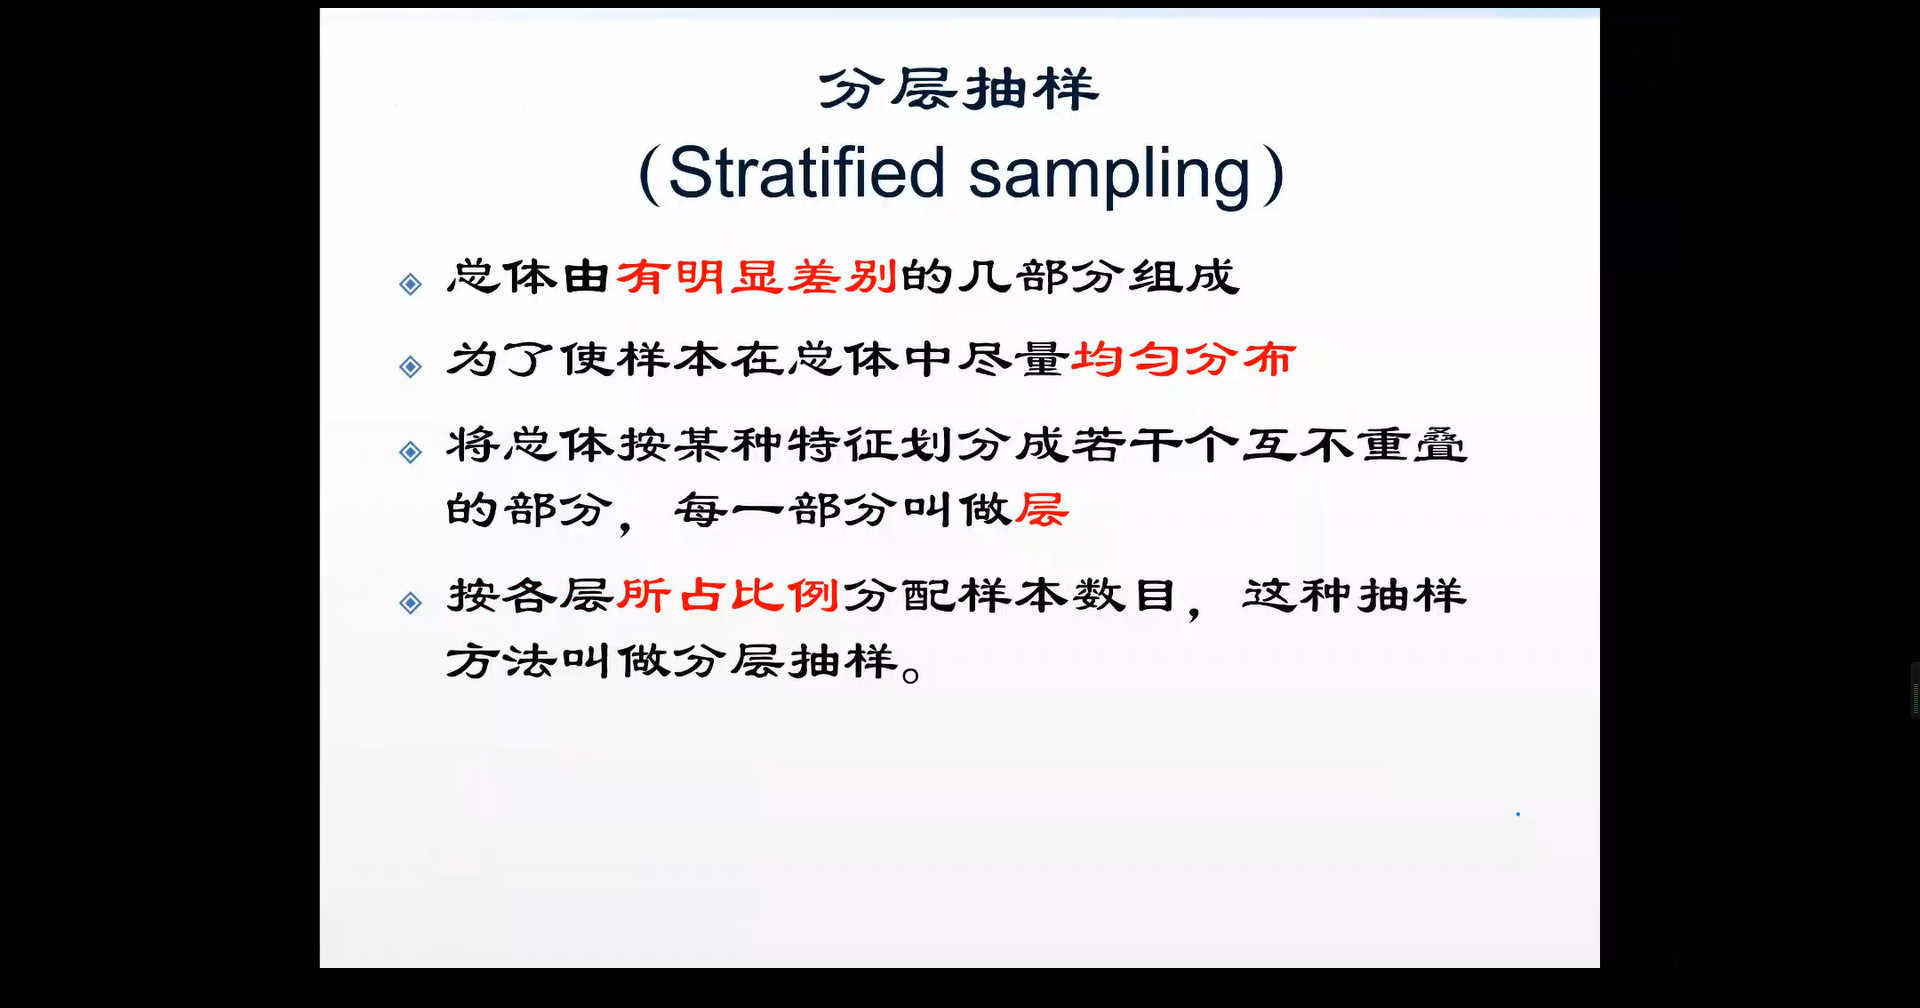 分层抽样
（Stratified sampling）
总体由有明显差别的几部分组成
为了使样本在总体中尽量均匀分布
将总体按某种特征划分成若干个互不重叠
的部分，每一部分叫做层
按各层所占比例分配样本数目，这种抽样
方法叫做分层抽样。